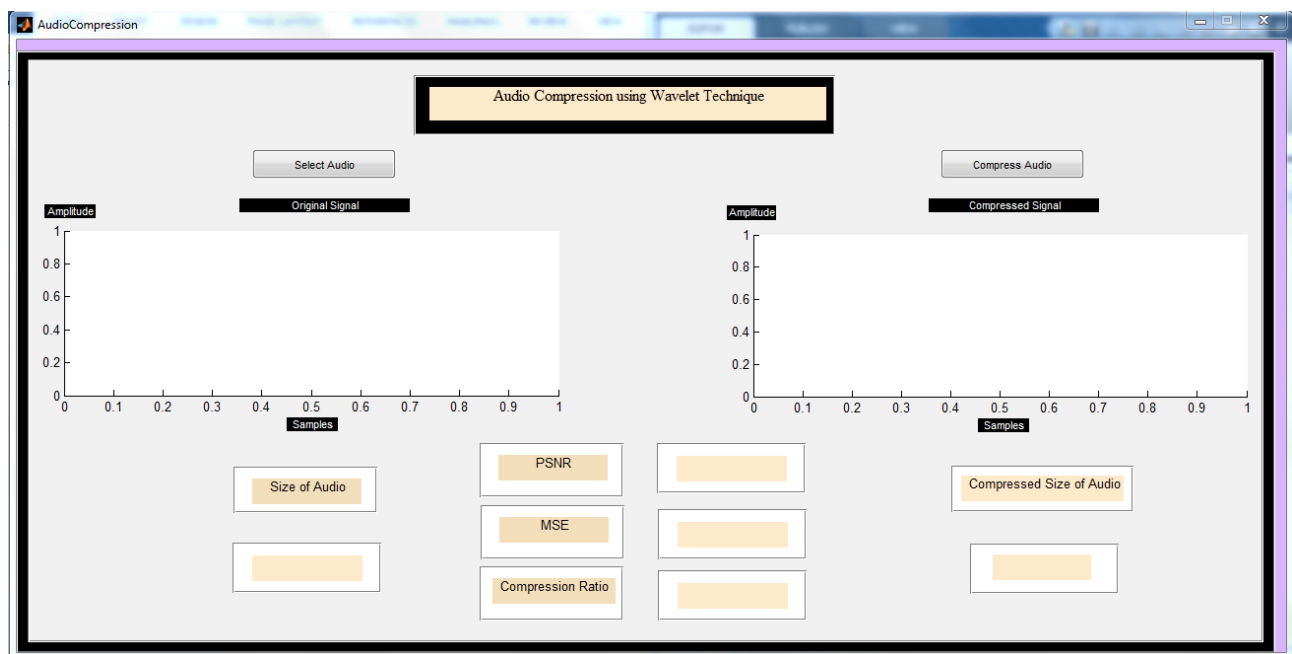 AudioCompression
Audio Compression using Wavelet Technique
Select Audio
Compress Audio
Original Signal
Compressed Signal
Amplitude
Amplitude
1
0.8
0.6
0.4
0.2
0
0 0.1 0.2 0.3 0.4 0.5 0.6 0.7 0.8 0.9 1
Samples
1
0.8
0.6
0.4
0.2
0
0 0.1 0.2 0.3 0.4 0.5 0.6 0.7 0.8 0.9 1
Samples
Size of Audio
PSNR
MSE
Compression Ratio
Compressed Size of Audio